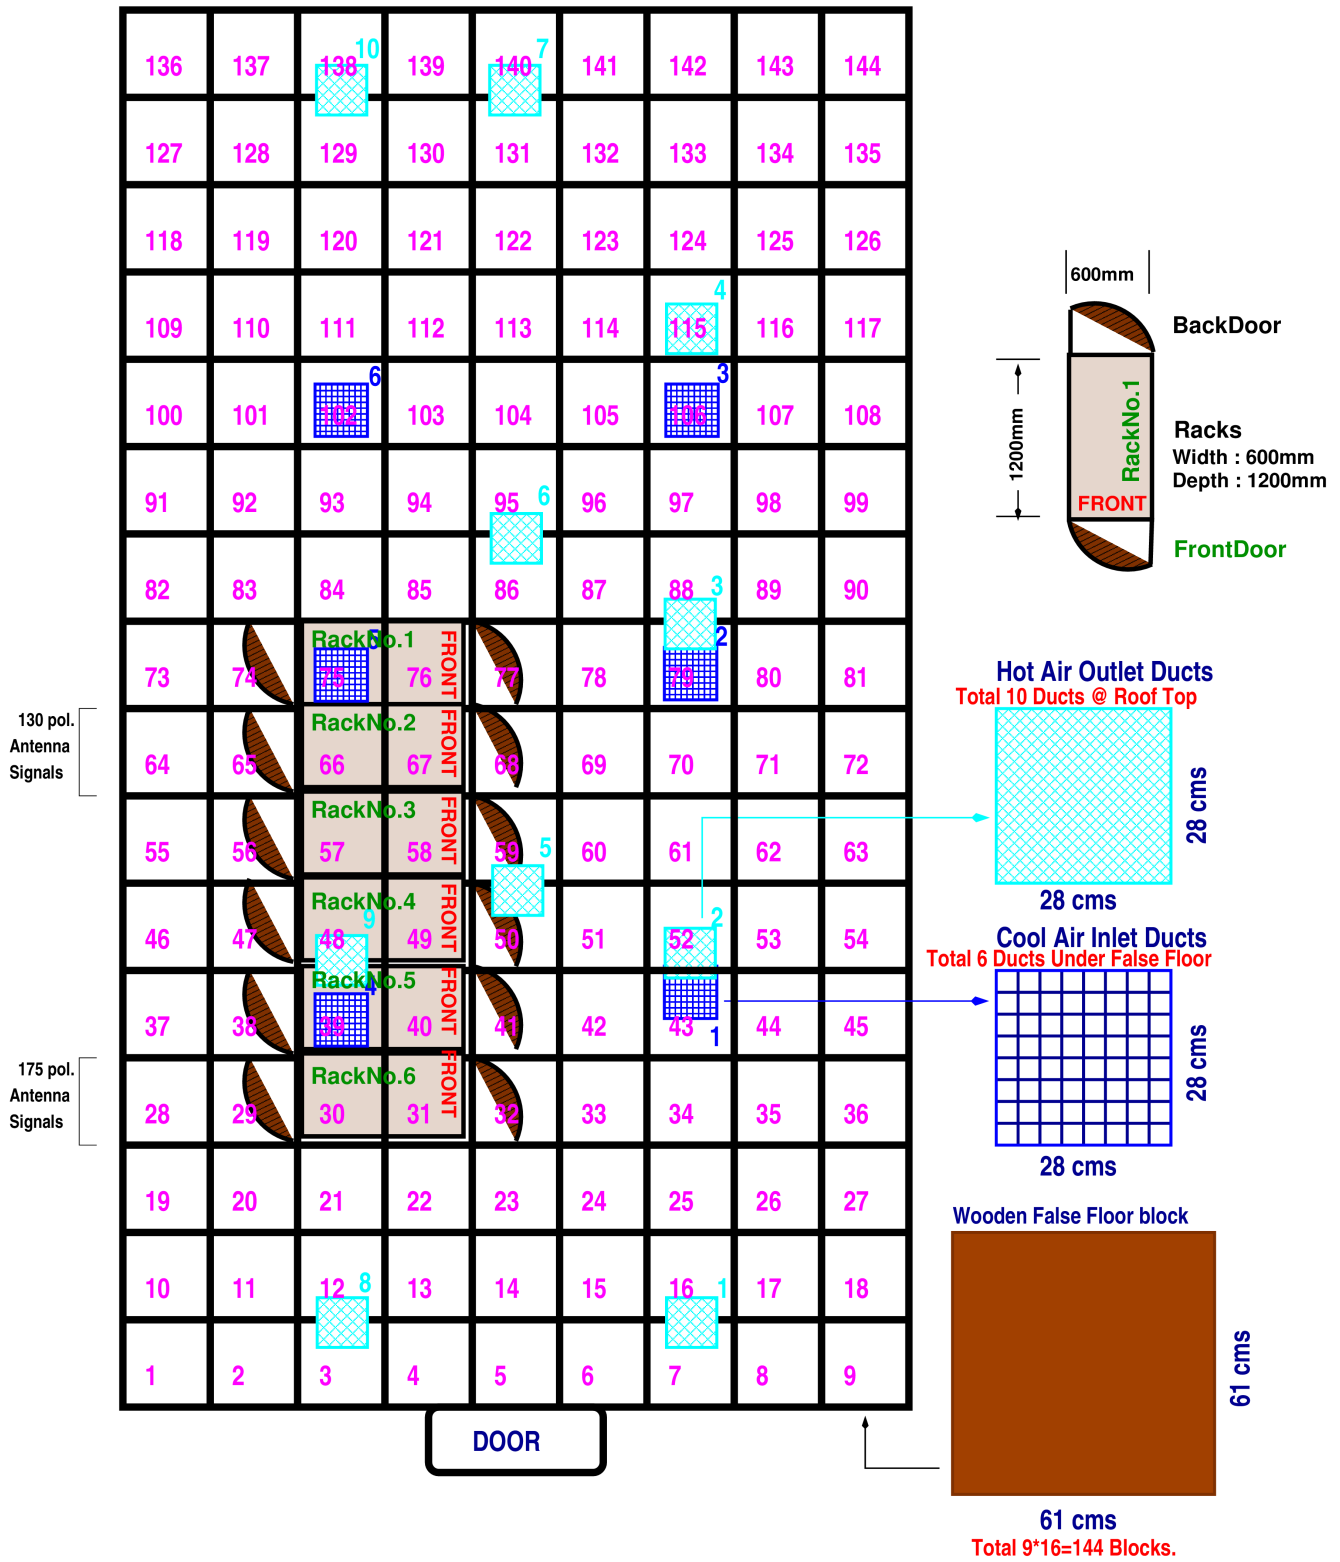 10 7
136 137 138 139 140 141 142 143 144
127 128 129 130 131 132 133 134 135
118 119 120 121 122 123 124 125 126
4
109 110 111 112 113 114 115 116 117
6 3
100 101 102 103 104 105 106 107 108
6
91 92 93 94 95 96 97 98 99
3
82 83 84 85 86 87 88 89 90
RackNo.1 5 FRONT 2
73 74 75 76 77 78 79 80 81
RackNo.2 FRONT
64 65 66 67 68 69 70 71 72
RackNo.3 FRONT
55 56 57 58 59 60 61 62 63
5
RackNo.4 FRONT
9 2
46 47 48 49 50 51 52 53 54
RackNo.5 FRONT
4
37 38 39 40 41 42 43 44 45
1
RackNo.6 FRONT
28 29 30 31 32 33 34 35 36
19 20 21 22 23 24 25 26 27
8 1
10 11 12 13 14 15 16 17 18
1 2 3 4 5 6 7 8 9
DOOR
130 pol.
Antenna
Signals
175 pol.
Antenna
Signals
600mm
BackDoor
1200mm
RackNo.1
FRONT
Racks
Width : 600mm
Depth : 1200mm
FrontDoor
Hot Air Outlet Ducts
Total 10 Ducts @ Roof Top
28 cms
28 cms
Cool Air Inlet Ducts
Total 6 Ducts Under False Floor
28 cms
28 cms
Wooden False Floor block
61 cms
61 cms
Total 9*16=144 Blocks.